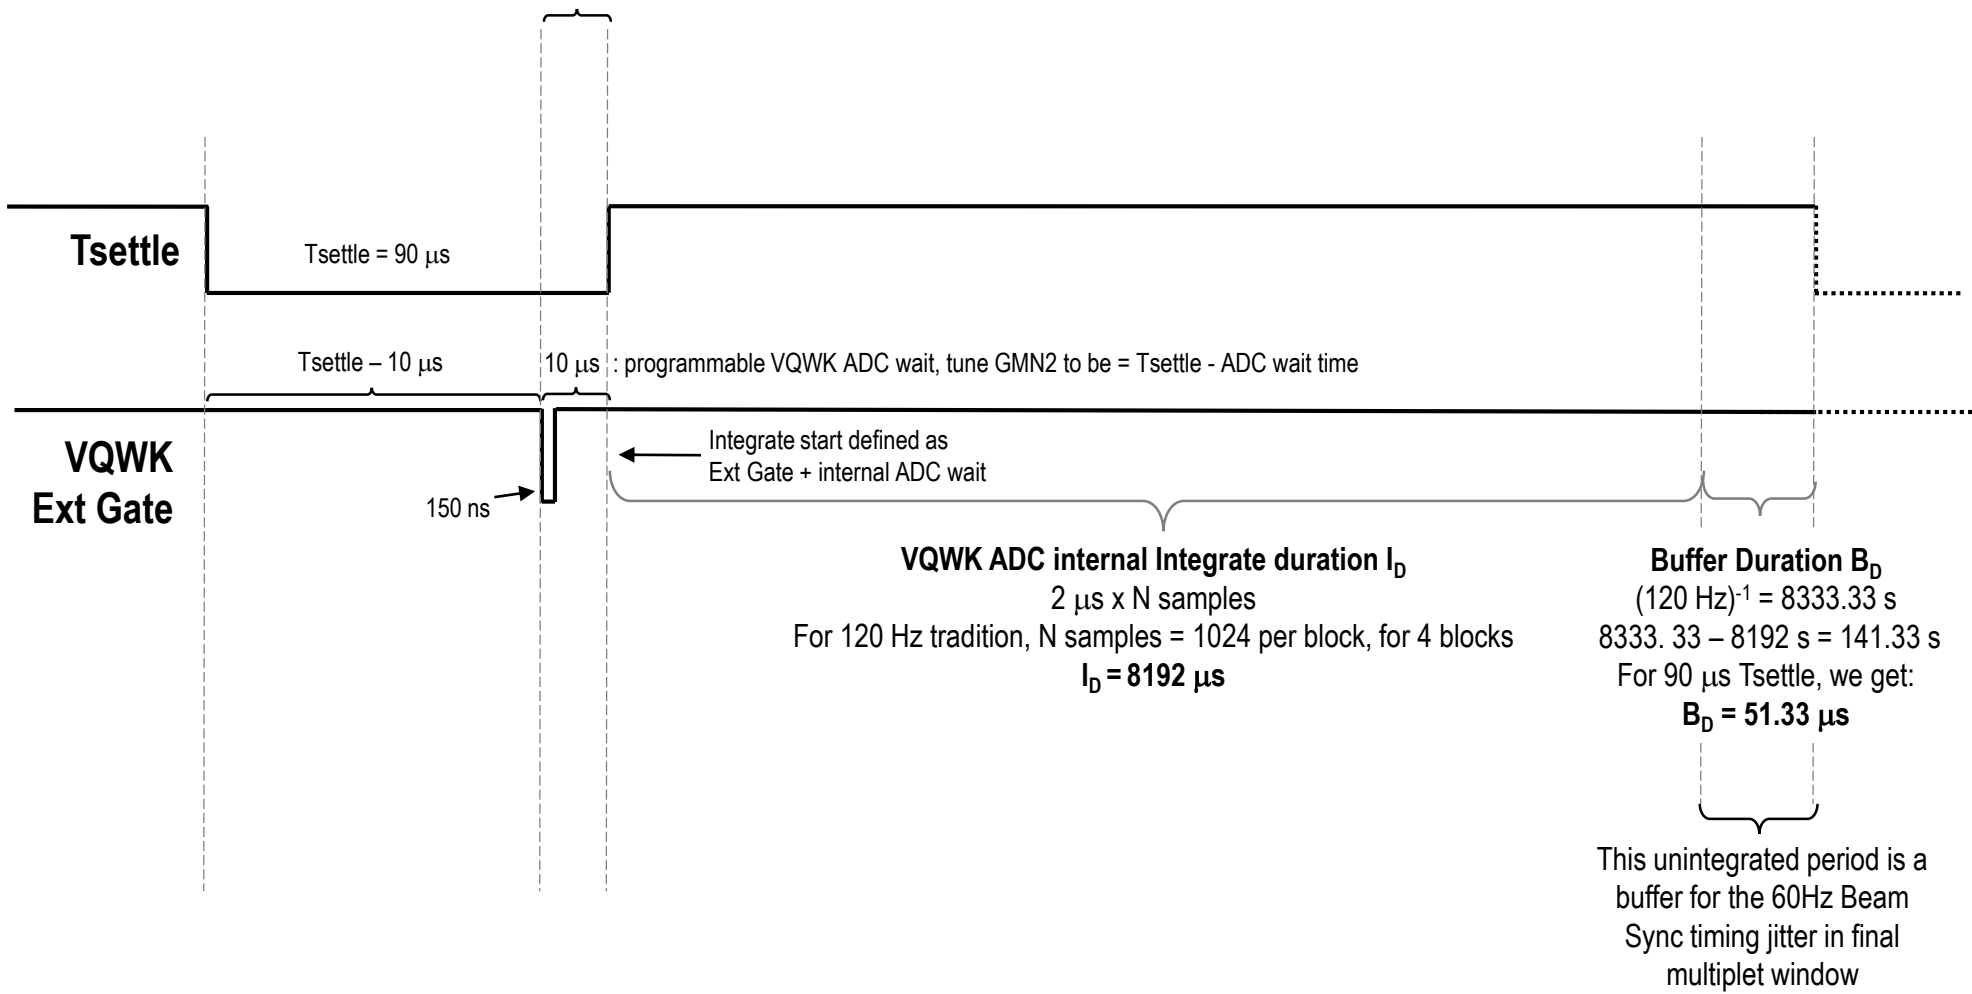 Tsettle
Tsettle = 90 μs
Tsettle – 10 μs
10 μs : programmable VQWK ADC wait, tune GMN2 to be = Tsettle - ADC wait time
VQWK
Ext Gate
150 ns
Integrate start defined as
Ext Gate + internal ADC wait
VQWK ADC internal Integrate duration I_D
2 μs x N samples
For 120 Hz tradition, N samples = 1024 per block, for 4 blocks
I_D = 8192 μs
Buffer Duration B_D
(120 Hz)⁻¹ = 8333.33 s
8333. 33 – 8192 s = 141.33 s
For 90 μs Tsettle, we get:
B_D = 51.33 μs
This unintegrated period is a
buffer for the 60Hz Beam
Sync timing jitter in final
multiplet window